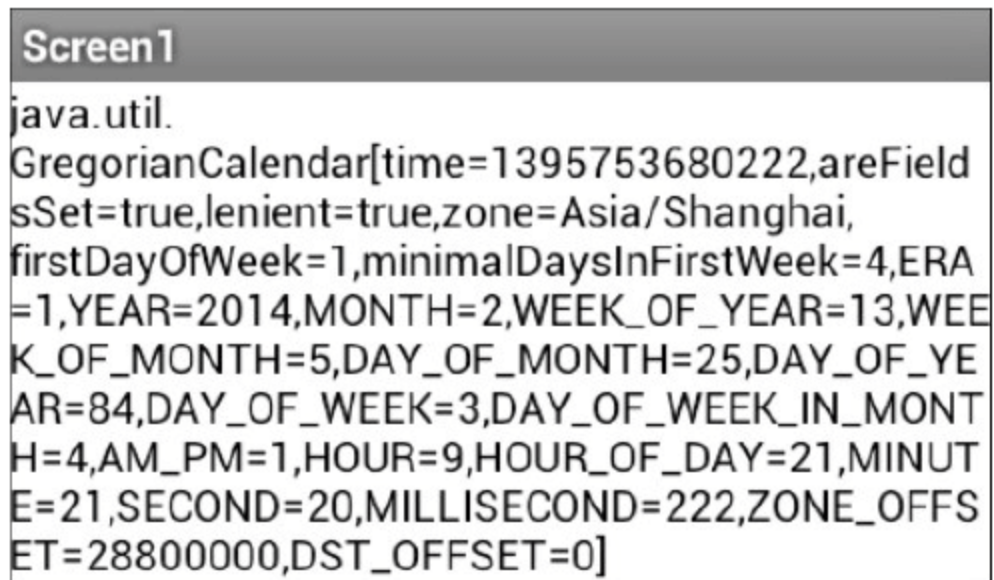 Screen1
java.util.
GregorianCalendar[time=1395753680222,areField
sSet=true,lenient=true,zone=Asia/Shanghai,
firstDayOfWeek=1,minimalDaysInFirstWeek=4,ERA
=1,YEAR=2014,MONTH=2,WEEK_OF_YEAR=13,WEE
K_OF_MONTH=5,DAY_OF_MONTH=25,DAY_OF_YE
AR=84,DAY_OF_WEEK=3,DAY_OF_WEEK_IN_MONT
H=4,AM_PM=1,HOUR=9,HOUR_OF_DAY=21,MINUT
E=21,SECOND=20,MILLISECOND=222,ZONE_OFFS
ET=28800000,DST_OFFSET=0]